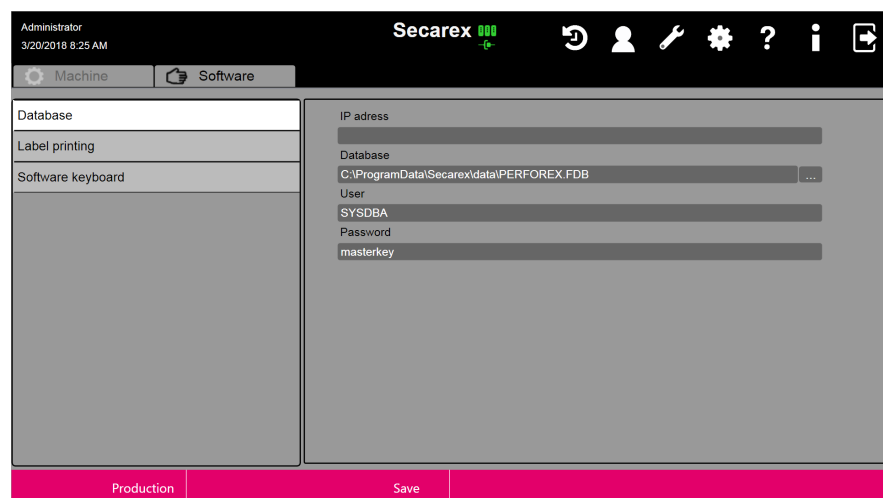 Administrator
3/20/2018 8:25 AM
Secarex
?
i
Machine
Software
Database
Label printing
Software keyboard
IP adress
Database
C:\ProgramData\Secarex\data\PERFOREX.FDB
...
User
SYSDBA
Password
masterkey
Production
Save